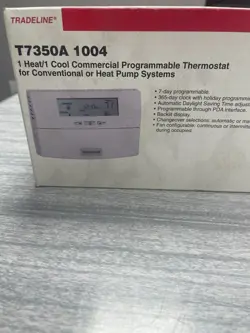 TRADELINE®
T7350A 1004
1 Heat/1 Cool Commercial Programmable Thermostat
for Conventional or Heat Pump Systems
• 7-day programmable.
• 365-day clock with holiday programming
• Automatic Daylight Saving Time adjust
• Programmable through PDA interface.
• Backlit display.
• Changeover selections: automatic or ma
• Fan configurable: continuous or intermitt
during occupied.